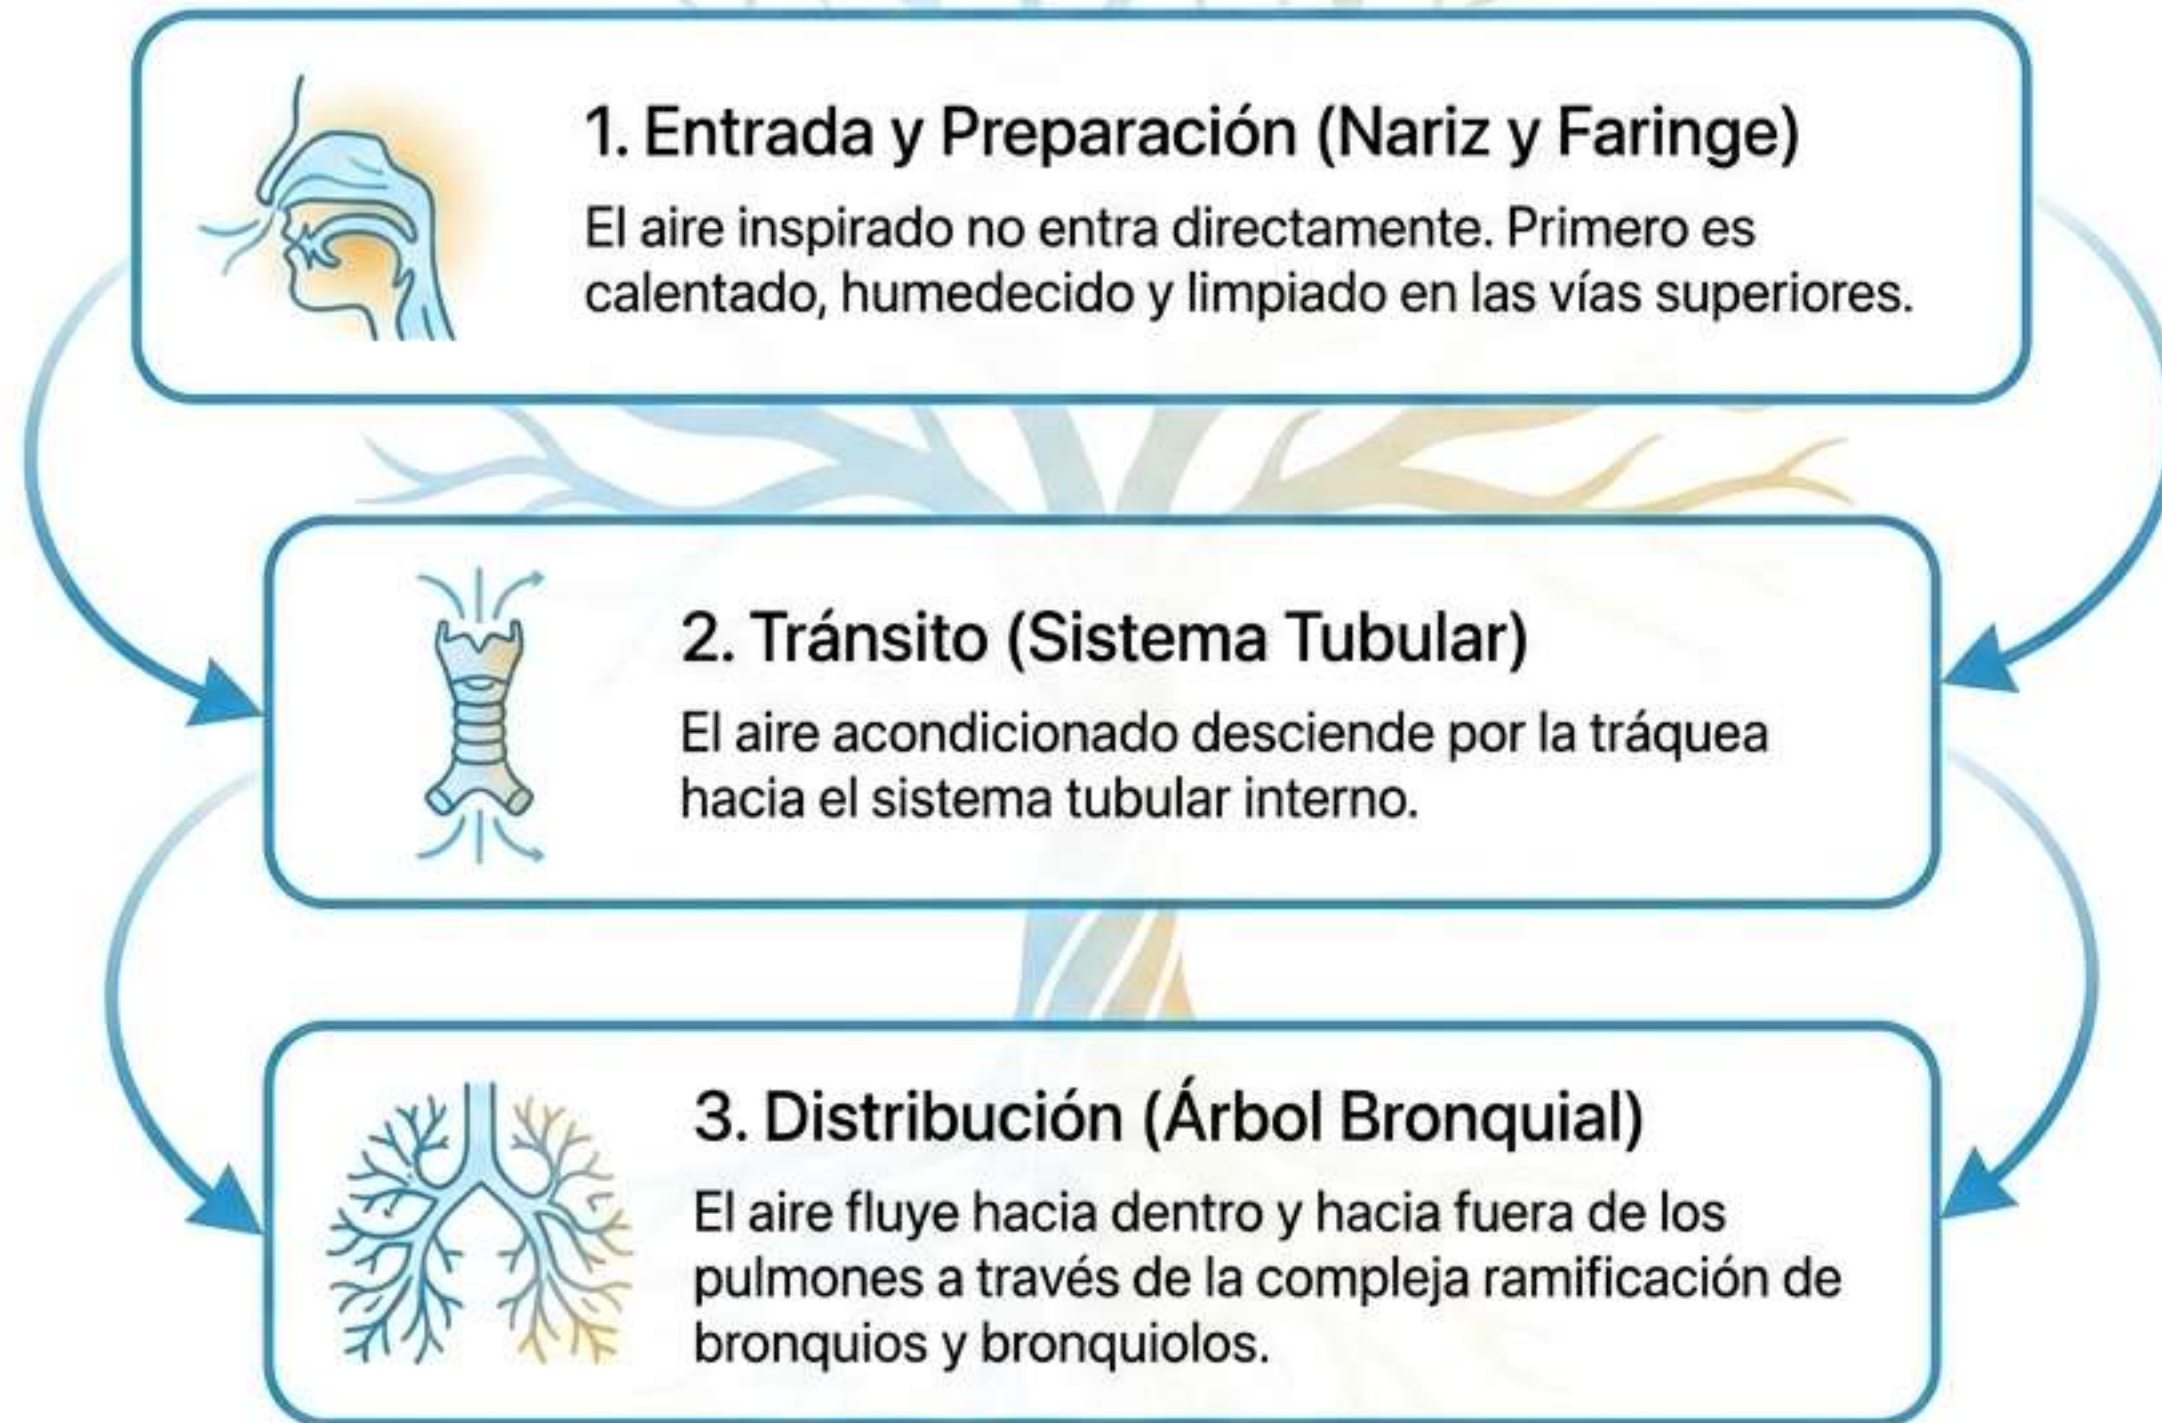 1. Entrada y Preparación (Nariz y Faringe)
El aire inspirado no entra directamente. Primero es
calentado, humedecido y limpiado en las vías superiores.
2. Tránsito (Sistema Tubular)
El aire acondicionado desciende por la tráquea
hacia el sistema tubular interno.
3. Distribución (Árbol Bronquial)
El aire fluye hacia dentro y hacia fuera de los
pulmones a través de la compleja ramificación de
bronquios y bronquiolos.